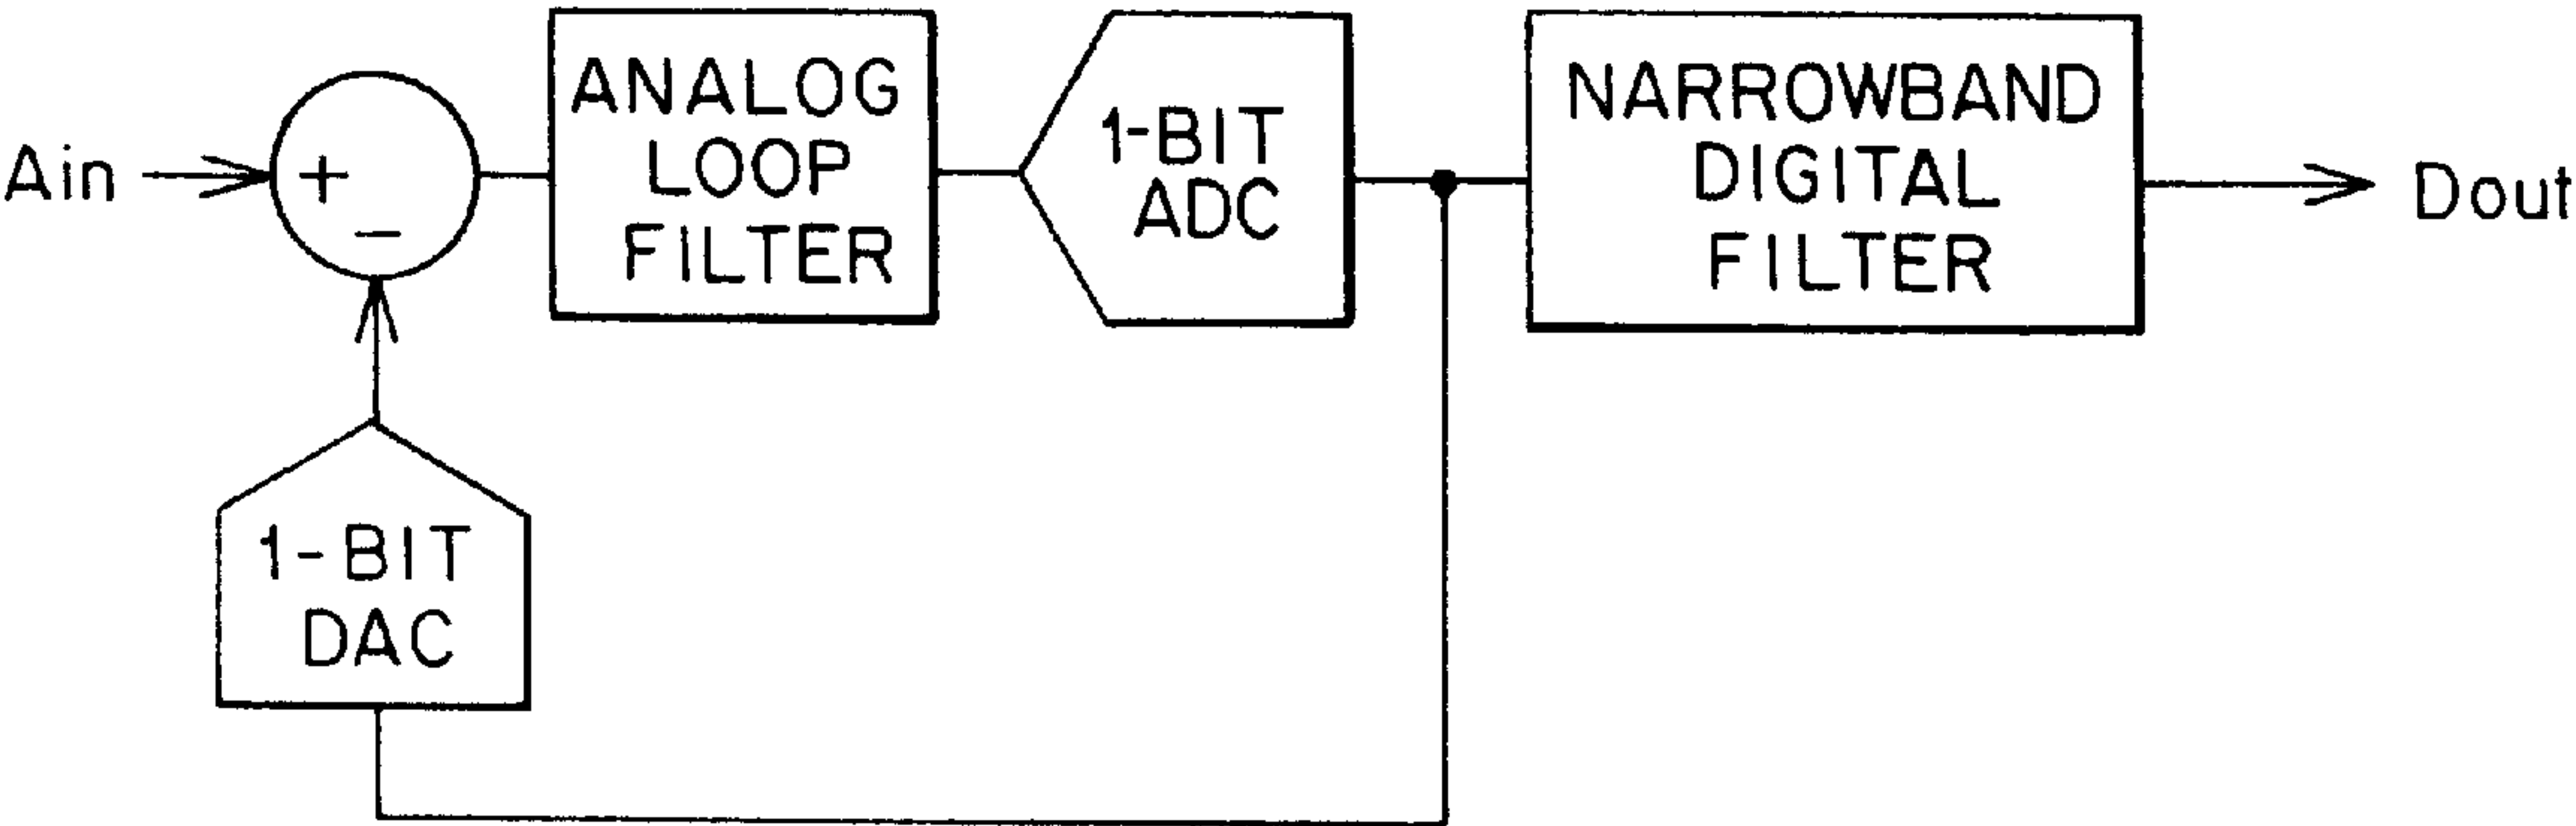 Ain
+
−
ANALOG
LOOP
FILTER
1-BIT
ADC
NARROWBAND
DIGITAL
FILTER
Dout
1-BIT
DAC